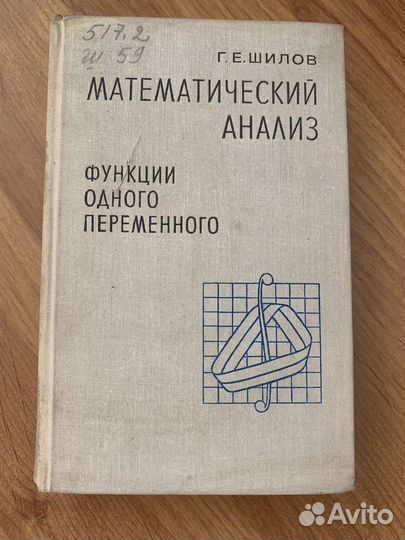 517.2
Ш 59
Г. Е. ШИЛОВ
МАТЕМАТИЧЕСКИЙ
АНАЛИЗ
ФУНКЦИИ
ОДНОГО
ПЕРЕМЕННОГО
Avito